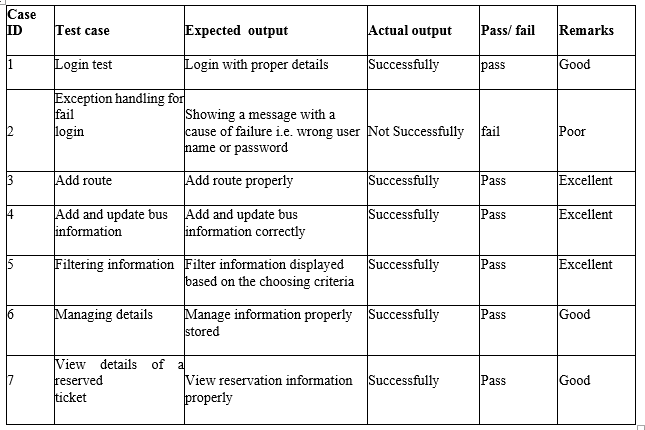 Case ID | Test case | Expected output | Actual output | Pass/ fail | Remarks
1 | Login test | Login with proper details | Successfully | pass | Good
2 | Exception handling for fail login | Showing a message with a cause of failure i.e. wrong user name or password | Not Successfully | fail | Poor
3 | Add route | Add route properly | Successfully | Pass | Excellent
4 | Add and update bus information | Add and update bus information correctly | Successfully | Pass | Excellent
5 | Filtering information | Filter information displayed based on the choosing criteria | Successfully | Pass | Excellent
6 | Managing details | Manage information properly stored | Successfully | Pass | Good
7 | View details of a reserved ticket | View reservation information properly | Successfully | Pass | Good